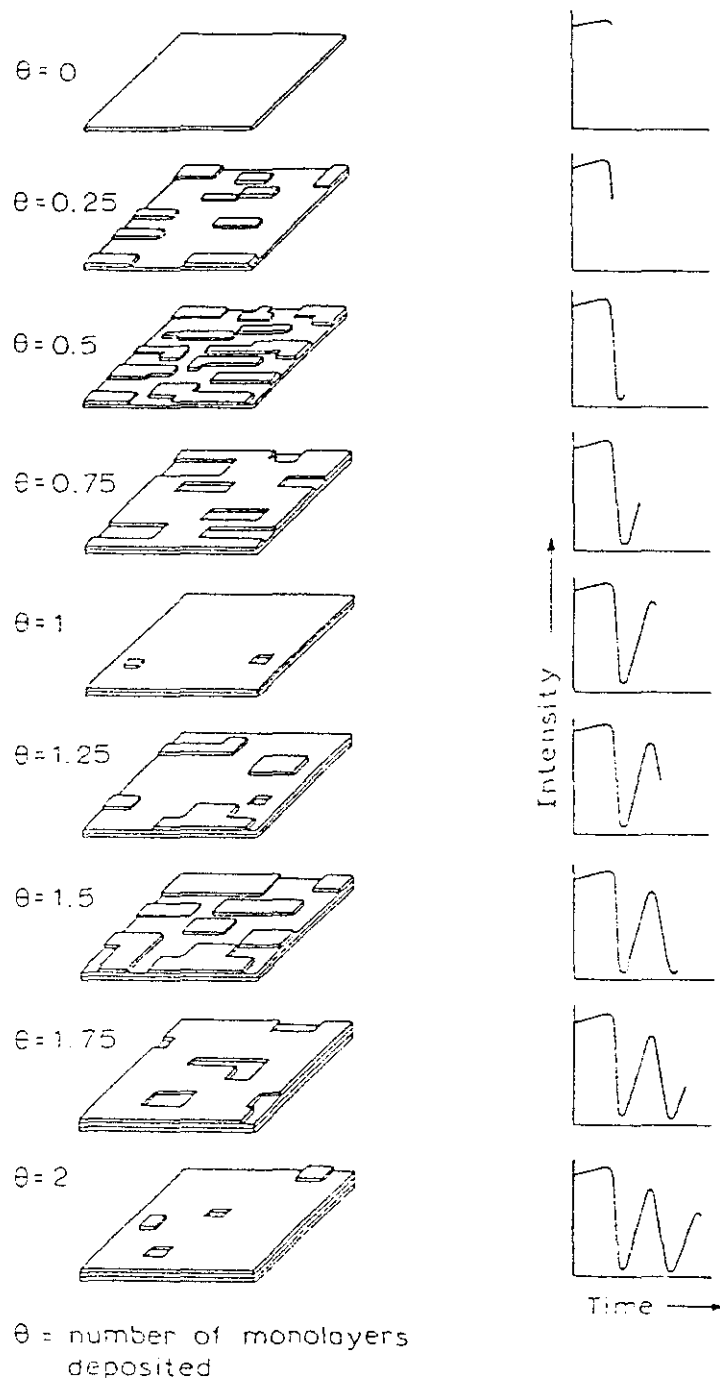 θ = 0
θ = 0.25
θ = 0.5
θ = 0.75
θ = 1
θ = 1.25
θ = 1.5
θ = 1.75
θ = 2
Intensity
Time
θ = number of monolayers
deposited